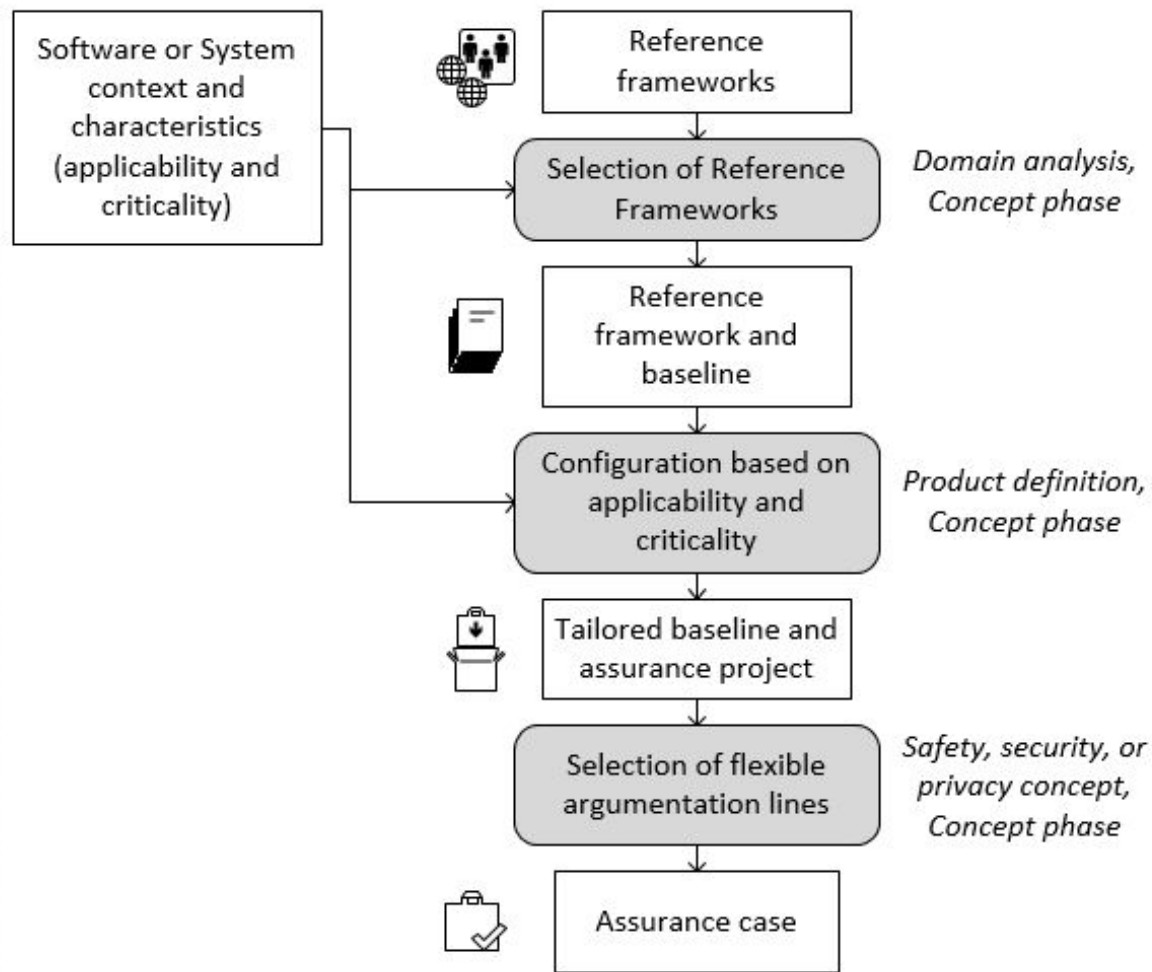 Software or System
context and
characteristics
(applicability and
criticality)
Reference
frameworks
Selection of Reference
Frameworks
Domain analysis,
Concept phase
Reference
framework and
baseline
Configuration based on
applicability and
criticality
Product definition,
Concept phase
Tailored baseline and
assurance project
Selection of flexible
argumentation lines
Safety, security, or
privacy concept,
Concept phase
Assurance case